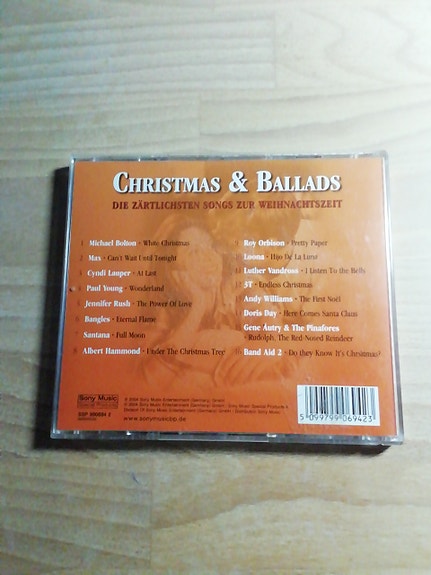 CHRISTMAS & BALLADS
DIE ZÄRTLICHSTEN SONGS ZUR WEIHNACHTSZEIT
1 Michael Bolton · White Christmas
2 Max · Can't Wait Until Tonight
3 Cyndi Lauper · At Last
4 Paul Young · Wonderland
5 Jennifer Rush · The Power Of Love
6 Bangles · Eternal Flame
7 Santana · Full Moon
8 Albert Hammond · Under The Christmas Tree
9 Roy Orbison · Pretty Paper
10 Loona · Hijo De La Luna
11 Luther Vandross · I Listen To the Bells
12 3T · Endless Christmas
13 Andy Williams · The First Noël
14 Doris Day · Here Comes Santa Claus
15 Gene Autry & The Pinafores
· Rudolph, The Red-Nosed Reindeer
16 Band Aid 2 · Do they Know It's Christmas?
Sony Music
www.sonymusic
5 099799 069423